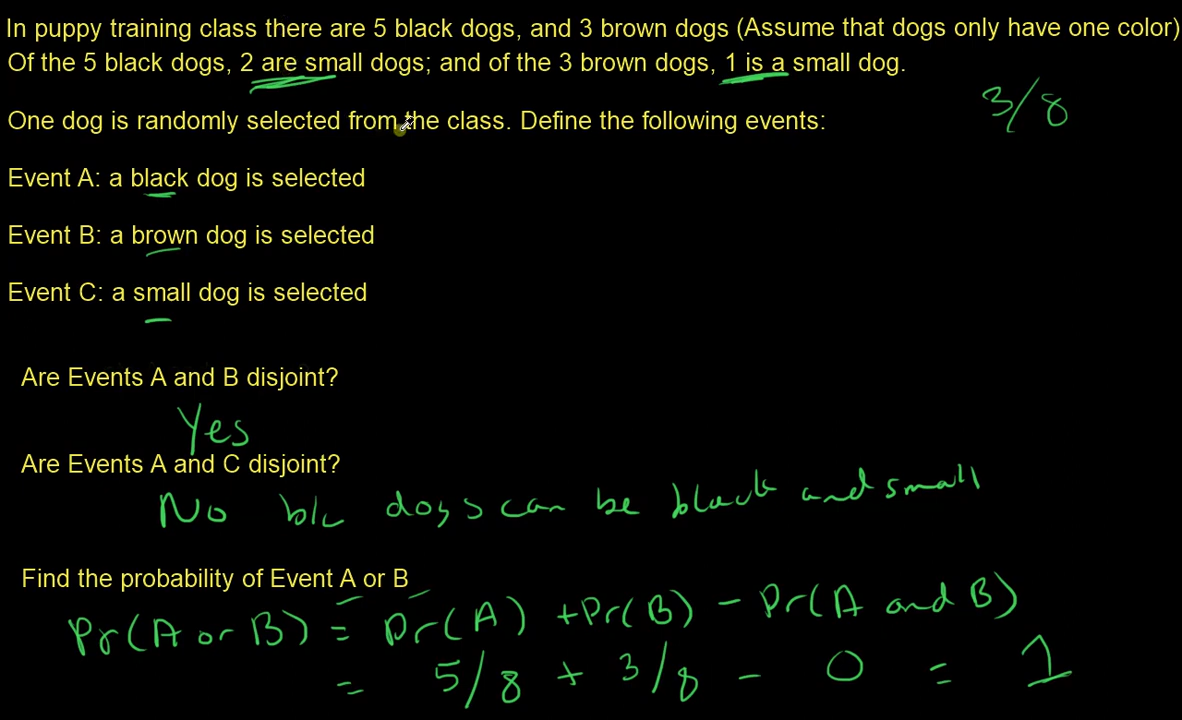 In puppy training class there are 5 black dogs, and 3 brown dogs (Assume that dogs only have one color)
Of the 5 black dogs, 2 are small dogs; and of the 3 brown dogs, 1 is a small dog.
3/8
One dog is randomly selected from the class. Define the following events:
Event A: a black dog is selected
Event B: a brown dog is selected
Event C: a small dog is selected
Are Events A and B disjoint?
Yes
Are Events A and C disjoint?
No b/c dogs can be black and small
Find the probability of Event A or B
Pr(A or B) = Pr(A) + Pr(B) - Pr(A and B)
= 5/8 + 3/8 - 0 = 1